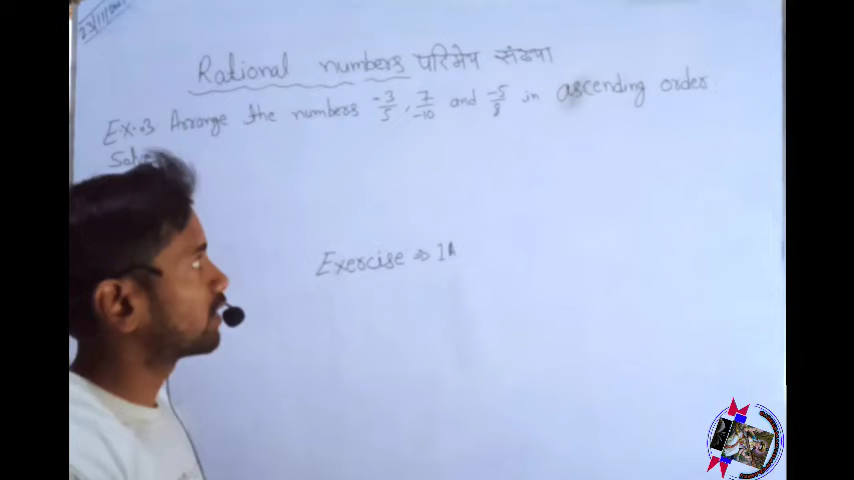 Rational numbers परिमेय संख्या
Ex.03 Arrange the numbers -3/5, 7/-10 and -5/8 in ascending order
Exercise ⇒ 1A